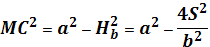 MC² = a² − H_b² = a² − 4S²/b²